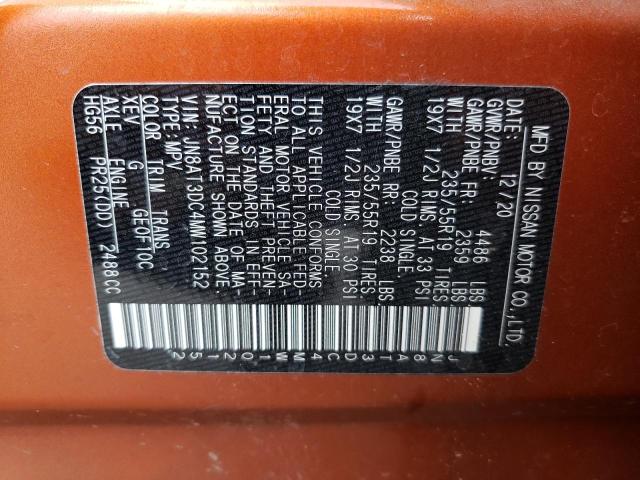 MFD BY NISSAN MOTOR CO.,LTD.
DATE: 12/20
GVWR/PNBV: 4486 LBS
GAWR/PNBE FR: 2359 LBS
WITH 235/55R19 TIRES:
19X7 1/2J RIMS AT 33 PSI
COLD SINGLE.
GAWR/PNBE RR: 2238 LBS
WITH 235/55R19 TIRES:
19X7 1/2J RIMS AT 30 PSI
COLD SINGLE.
THIS VEHICLE CONFORMS
TO ALL APPLICABLE FED-
ERAL MOTOR VEHICLE SA-
FETY AND THEFT PREVEN-
TION STANDARDS IN EFF-
ECT ON THE DATE OF MA-
NUFACTURE SHOWN ABOVE.
VIN: JN8AT3DC4MW102152
TYPE: MPV
COLOR TRIM TRANS
XEV G GE0F10C
AXLE ENGINE
HG56 PR25(DD) 2488CC
JN8AT3DC4MW102152